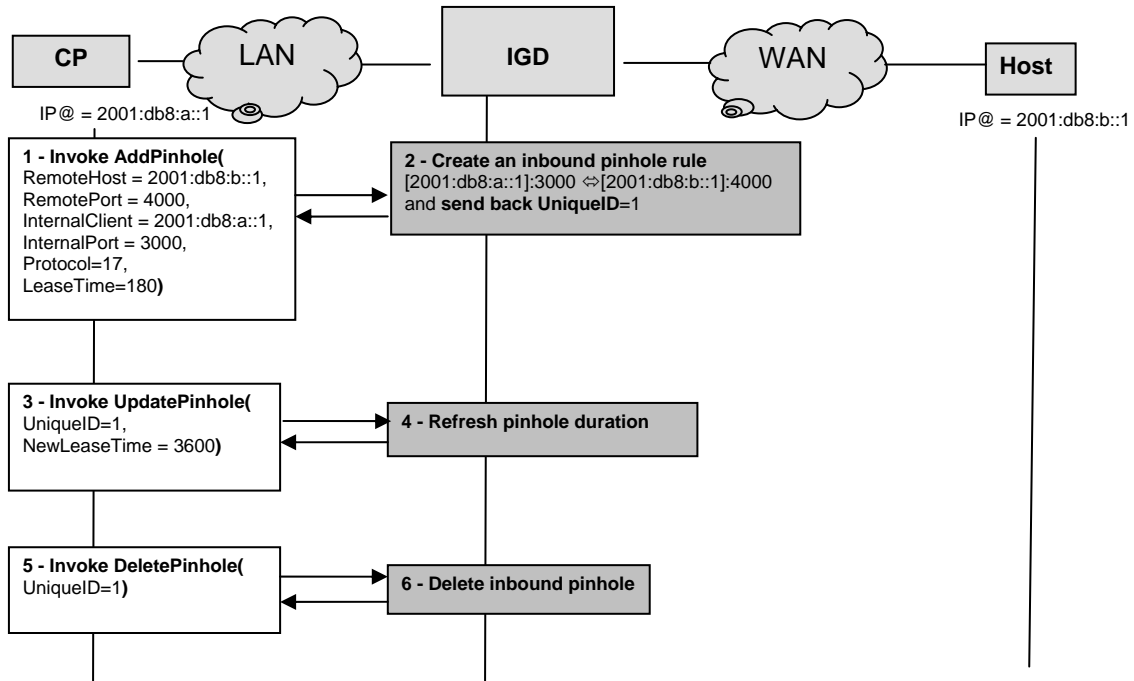 CP
LAN
IGD
WAN
Host
IP@ = 2001:db8:a::1
IP@ = 2001:db8:b::1
1 - Invoke AddPinhole(
RemoteHost = 2001:db8:b::1,
RemotePort = 4000,
InternalClient = 2001:db8:a::1,
InternalPort = 3000,
Protocol=17,
LeaseTime=180)
2 - Create an inbound pinhole rule
[2001:db8:a::1]:3000 ⇔[2001:db8:b::1]:4000
and send back UniqueID=1
3 - Invoke UpdatePinhole(
UniqueID=1,
NewLeaseTime = 3600)
4 - Refresh pinhole duration
5 - Invoke DeletePinhole(
UniqueID=1)
6 - Delete inbound pinhole